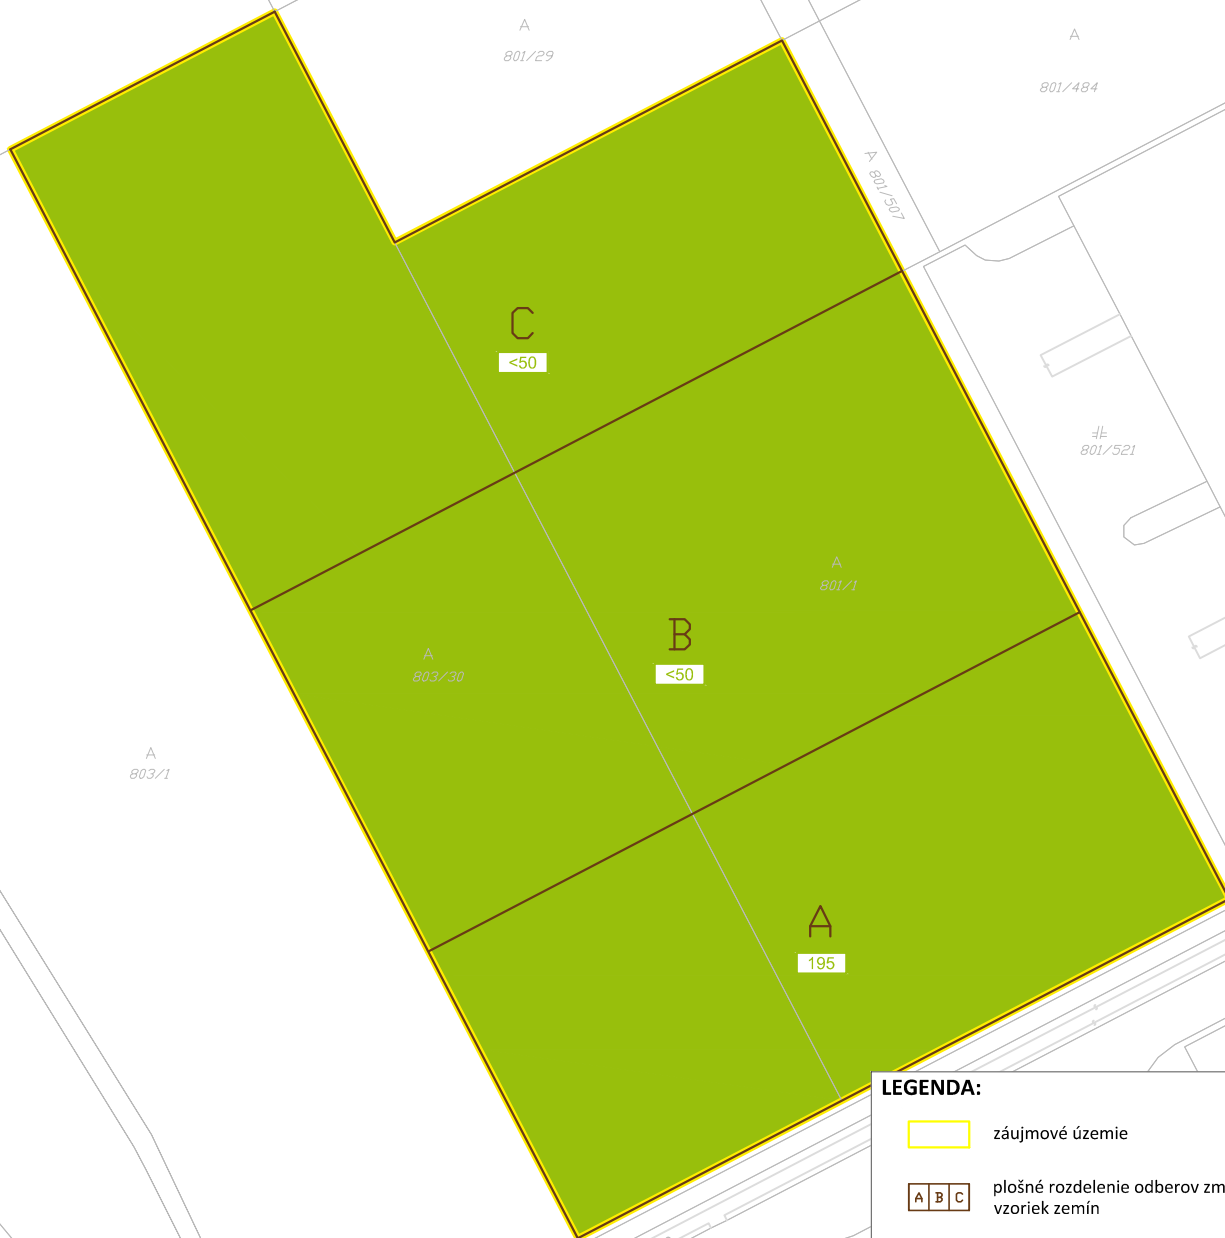 A
801/29
A
801/484
A
801/507
C
<50
801/521
A
801/1
B
<50
A
803/30
A
803/1
A
195
LEGENDA:
záujmové územie
A B C
plošné rozdelenie odberov
vzoriek zemín